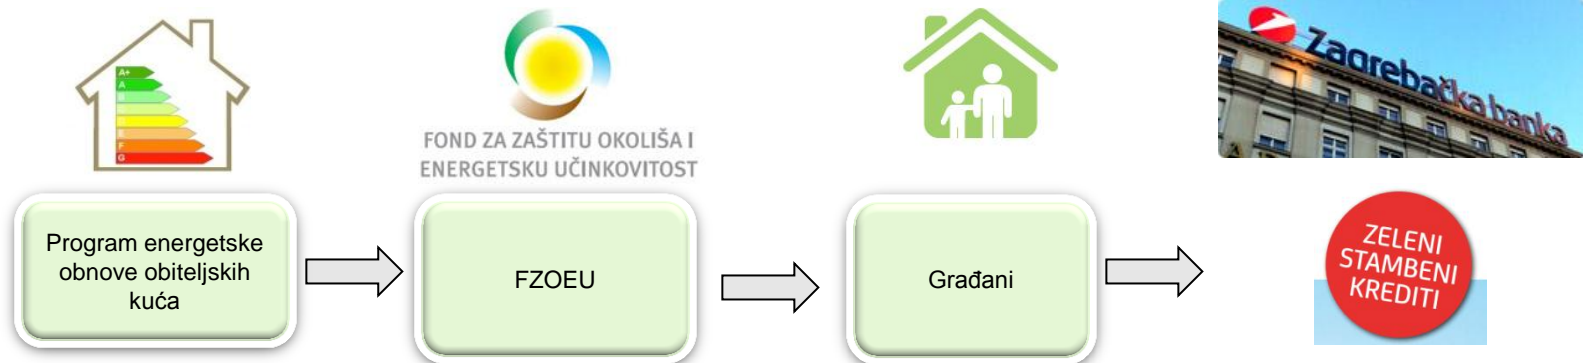 A+
A
B
E
F
G
FOND ZA ZAŠTITU OKOLIŠA I
ENERGETSKU UČINKOVITOST
Zagrebačka banka
Program energetske
obnove obiteljskih
kuća
FZOEU
Građani
ZELENI
STAMBENI
KREDITI